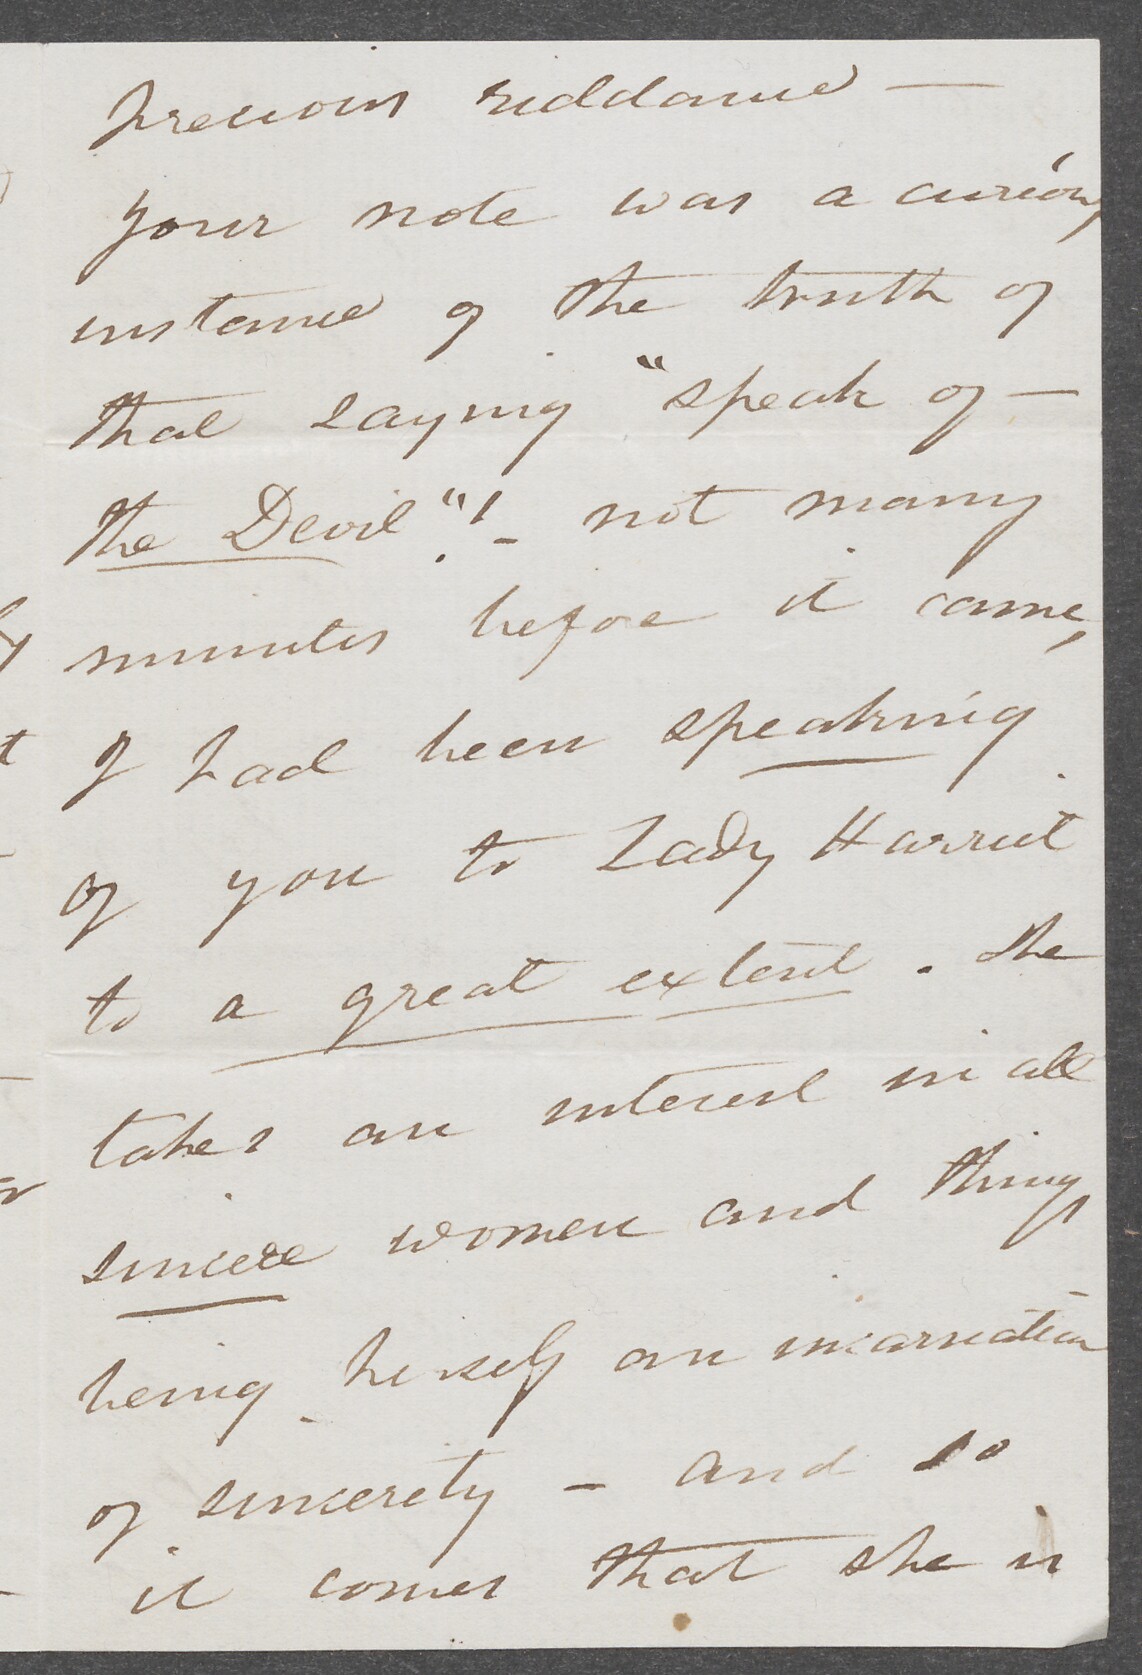 precious riddance —
Your note was a curious
instance of the truth of
that saying "speak of —
the Devil"! - not many
minutes before it came,
I had been speaking
of you to Lady Harriet
to a great extent. She
takes an interest in all
sincere women and things
being herself an incarnation
of sincerety - and so
it comes that she is